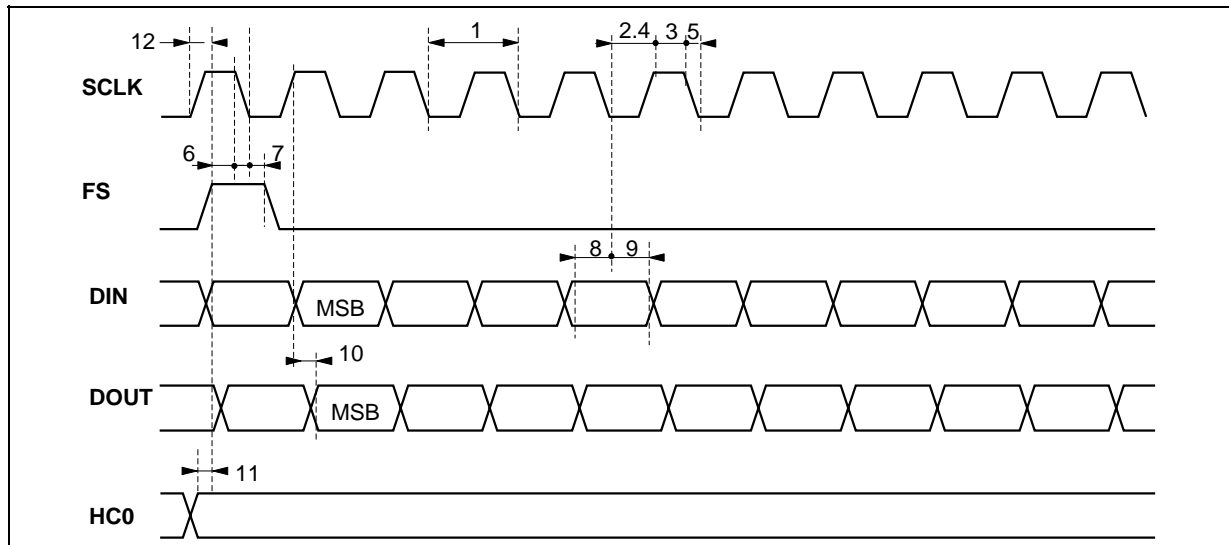 12
1
2.4 3 5
SCLK
6 7
FS
8 9
DIN
MSB
10
DOUT
MSB
11
HC0